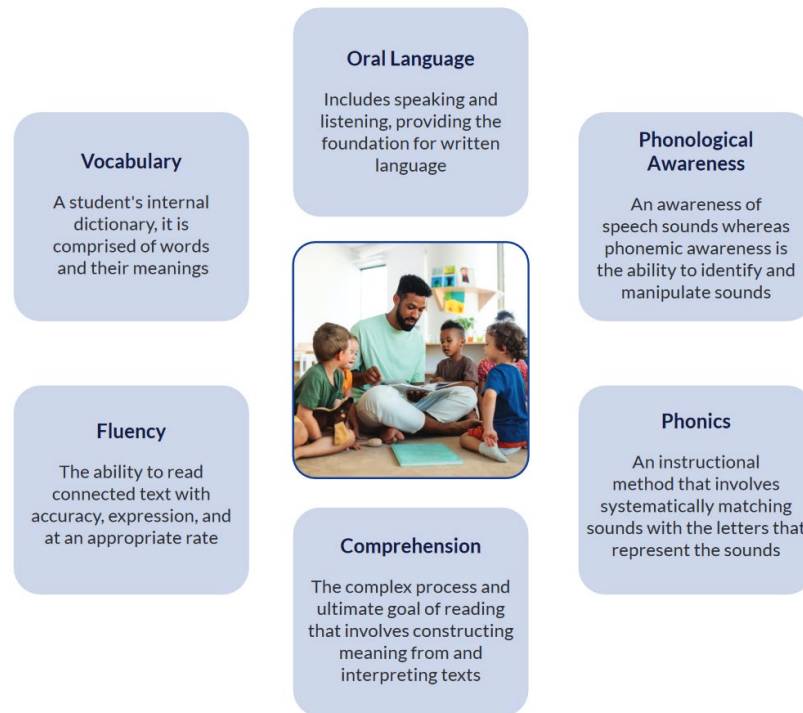 Oral Language
Includes speaking and
listening, providing the
foundation for written
language
Phonological
Awareness
An awareness of
speech sounds whereas
phonemic awareness is
the ability to identify and
manipulate sounds
Phonics
An instructional
method that involves
systematically matching
sounds with the letters that
represent the sounds
Comprehension
The complex process and
ultimate goal of reading
that involves constructing
meaning from and
interpreting texts
Fluency
The ability to read
connected text with
accuracy, expression, and
at an appropriate rate
Vocabulary
A student's internal
dictionary, it is
comprised of words
and their meanings